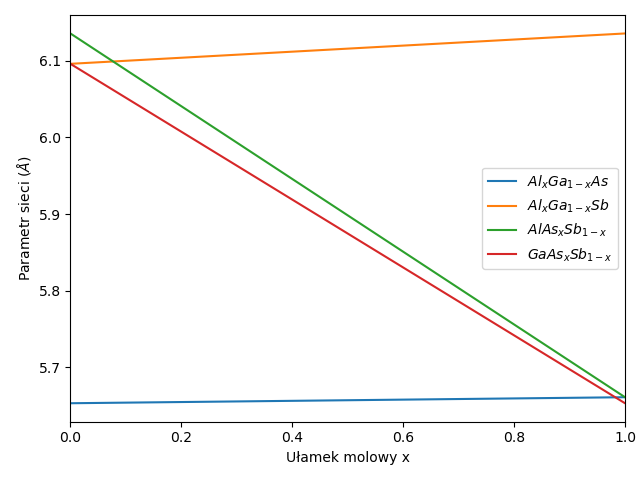 6.1
6.0
5.9
5.8
5.7
Parametr sieci (Å)
0.0 0.2 0.4 0.6 0.8 1.0
Ułamek molowy x
AlₓGa₁₋ₓAs
AlₓGa₁₋ₓSb
AlAsₓSb₁₋ₓ
GaAsₓSb₁₋ₓ